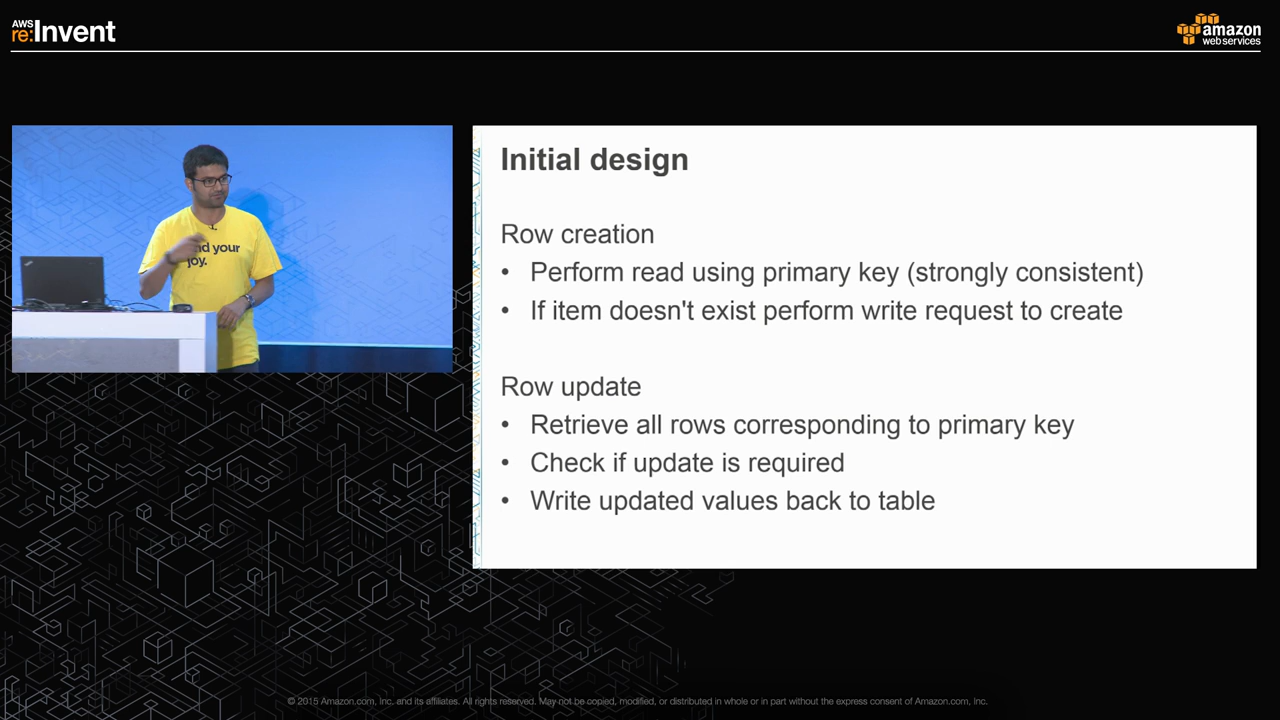 AWS
re:Invent
amazon
web services
nd your
joy.
Initial design
Row creation
• Perform read using primary key (strongly consistent)
• If item doesn't exist perform write request to create
Row update
• Retrieve all rows corresponding to primary key
• Check if update is required
• Write updated values back to table
© 2015 Amazon.com, Inc. and its affiliates. All rights reserved. May not be copied, modified, or distributed in whole or in part without the express consent of Amazon.com, Inc.